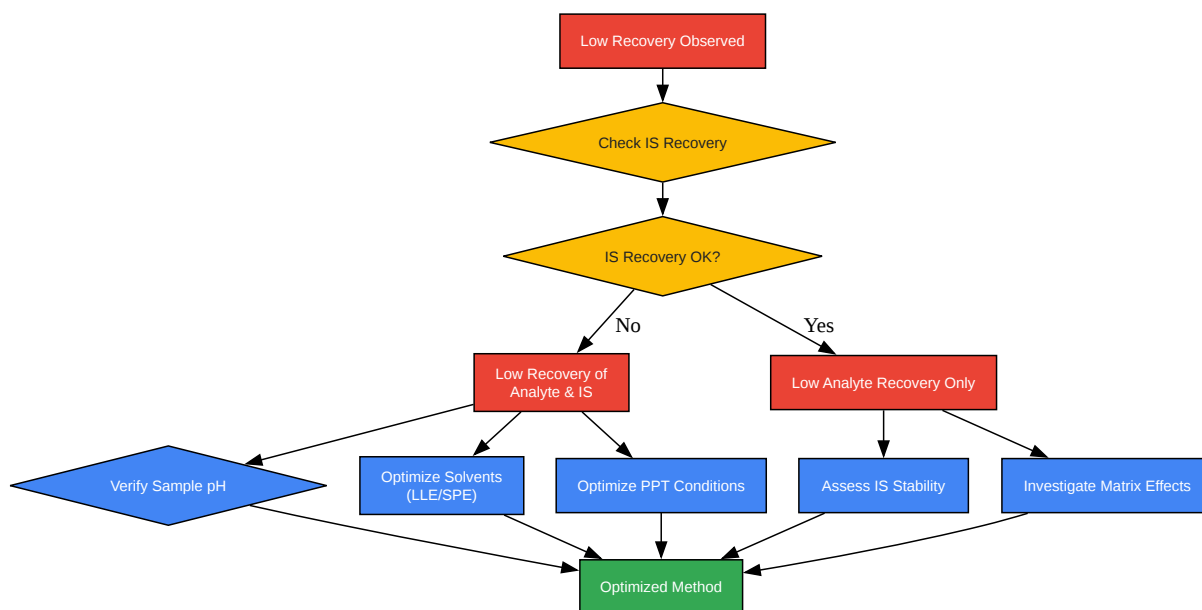 Low Recovery Observed
Check IS Recovery
IS Recovery OK?
No
Yes
Low Recovery of
Analyte & IS
Low Analyte Recovery Only
Verify Sample pH
Optimize Solvents
(LLE/SPE)
Optimize PPT Conditions
Assess IS Stability
Investigate Matrix Effects
Optimized Method